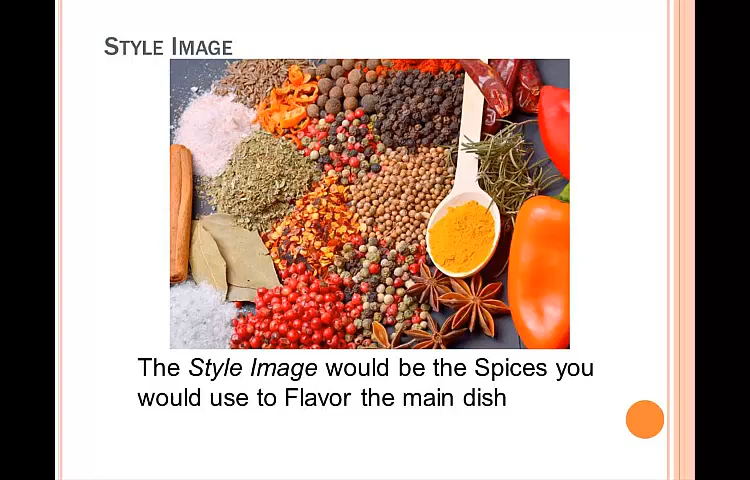 STYLE IMAGE
The Style Image would be the Spices you
would use to Flavor the main dish